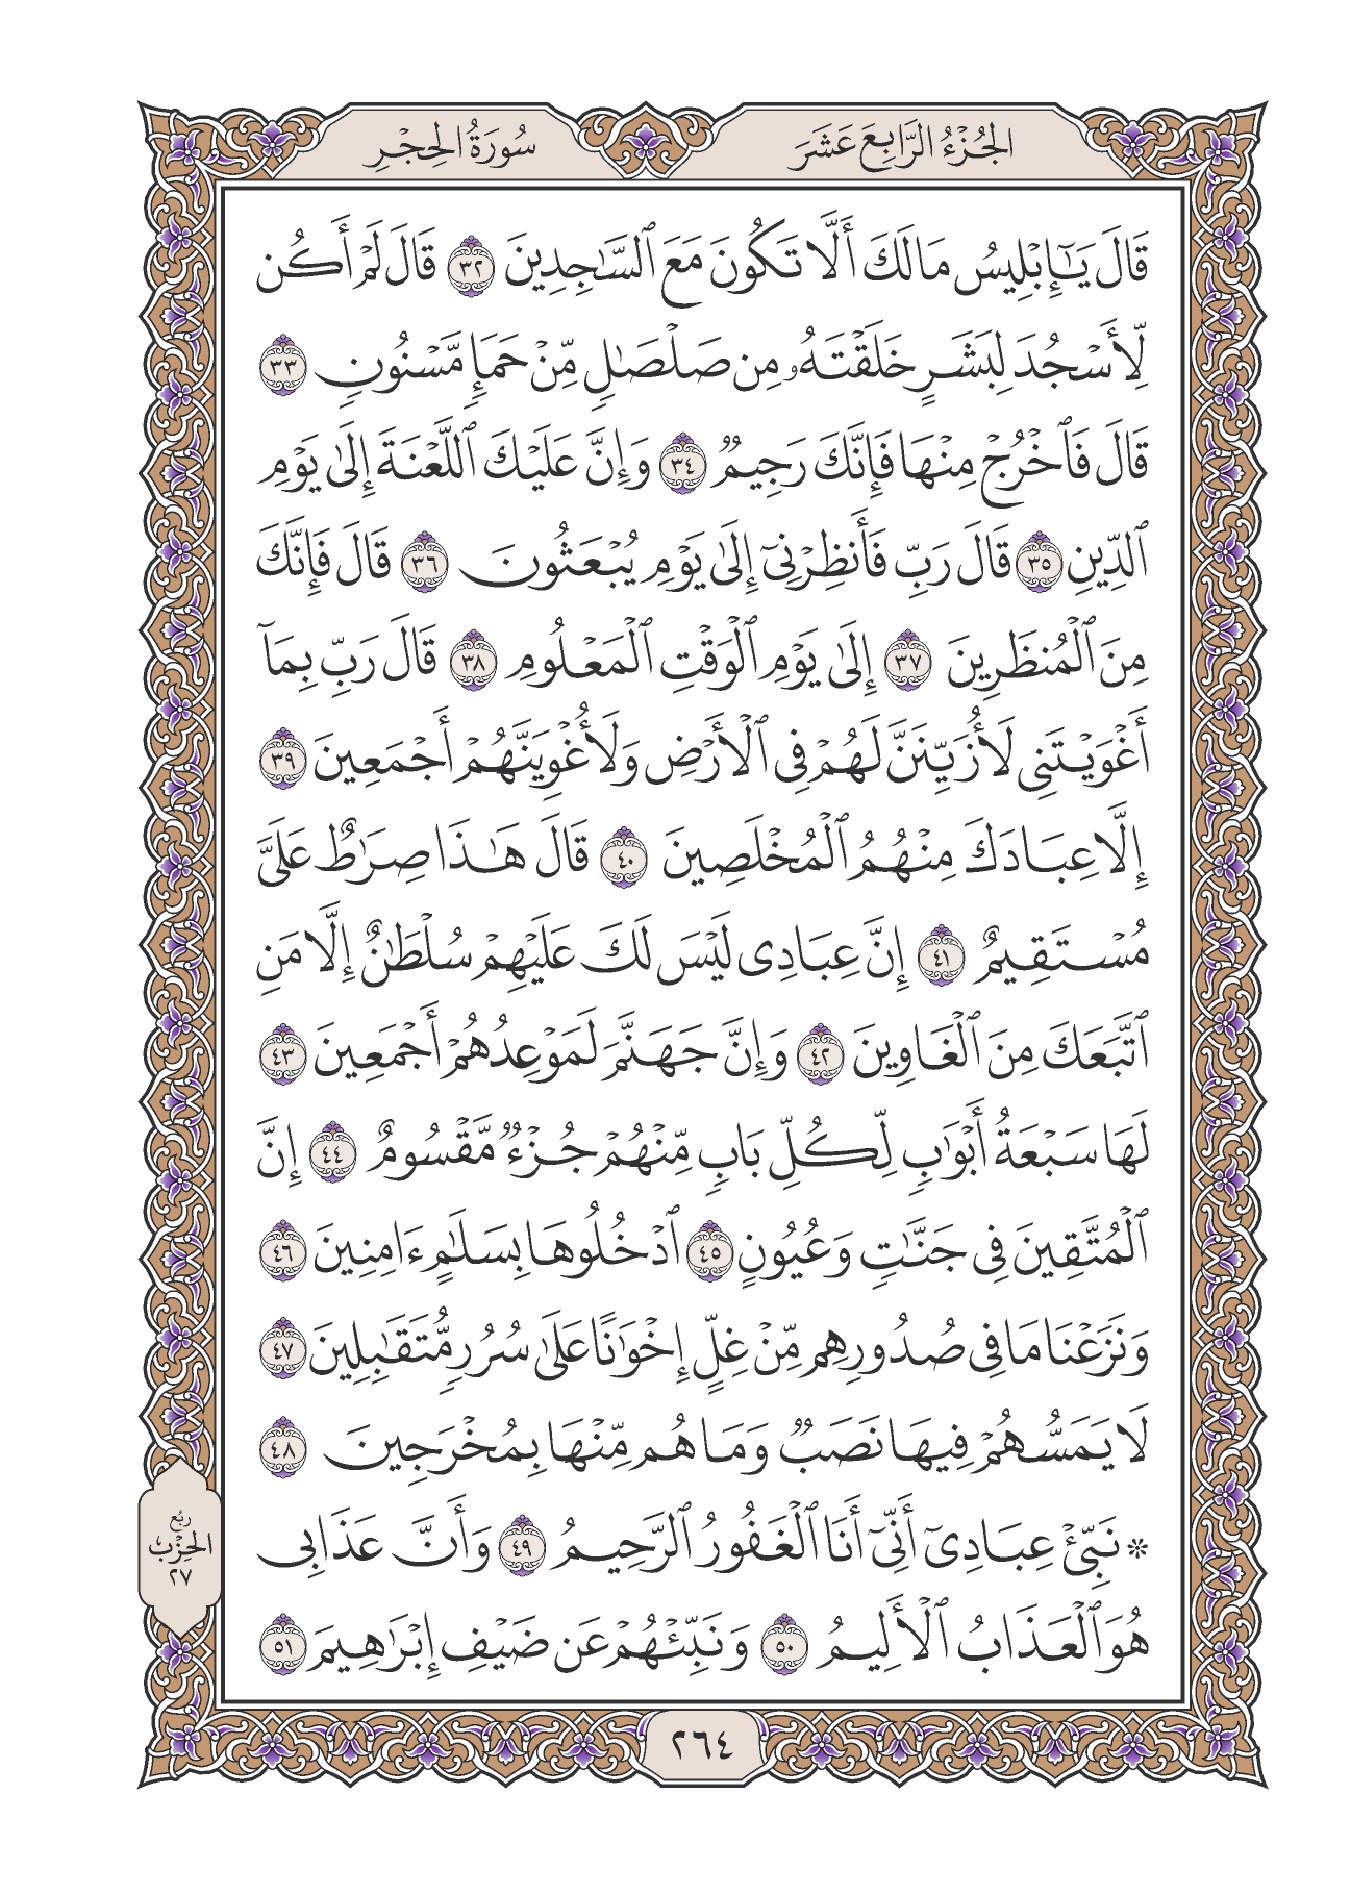 الجُزْءُ الرَّابِعَ عَشَرَ
سُورَةُ الحِجْرِ
قَالَ يَٰٓإِبْلِيسُ مَا لَكَ أَلَّا تَكُونَ مَعَ ٱلسَّٰجِدِينَ ٣٢ قَالَ لَمْ أَكُن
لِّأَسْجُدَ لِبَشَرٍ خَلَقْتَهُۥ مِن صَلْصَٰلٍ مِّنْ حَمَإٍ مَّسْنُونٍ ٣٣
قَالَ فَٱخْرُجْ مِنْهَا فَإِنَّكَ رَجِيمٌ ٣٤ وَإِنَّ عَلَيْكَ ٱللَّعْنَةَ إِلَىٰ يَوْمِ
ٱلدِّينِ ٣٥ قَالَ رَبِّ فَأَنظِرْنِىٓ إِلَىٰ يَوْمِ يُبْعَثُونَ ٣٦ قَالَ فَإِنَّكَ
مِنَ ٱلْمُنظَرِينَ ٣٧ إِلَىٰ يَوْمِ ٱلْوَقْتِ ٱلْمَعْلُومِ ٣٨ قَالَ رَبِّ بِمَآ
أَغْوَيْتَنِى لَأُزَيِّنَنَّ لَهُمْ فِى ٱلْأَرْضِ وَلَأُغْوِيَنَّهُمْ أَجْمَعِينَ ٣٩
إِلَّا عِبَادَكَ مِنْهُمُ ٱلْمُخْلَصِينَ ٤٠ قَالَ هَٰذَا صِرَٰطٌ عَلَىَّ
مُسْتَقِيمٌ ٤١ إِنَّ عِبَادِى لَيْسَ لَكَ عَلَيْهِمْ سُلْطَٰنٌ إِلَّا مَنِ
ٱتَّبَعَكَ مِنَ ٱلْغَاوِينَ ٤٢ وَإِنَّ جَهَنَّمَ لَمَوْعِدُهُمْ أَجْمَعِينَ ٤٣
لَهَا سَبْعَةُ أَبْوَٰبٍ لِّكُلِّ بَابٍ مِّنْهُمْ جُزْءٌ مَّقْسُومٌ ٤٤ إِنَّ
ٱلْمُتَّقِينَ فِى جَنَّٰتٍ وَعُيُونٍ ٤٥ ٱدْخُلُوهَا بِسَلَٰمٍ ءَامِنِينَ ٤٦
وَنَزَعْنَا مَا فِى صُدُورِهِم مِّنْ غِلٍّ إِخْوَٰنًا عَلَىٰ سُرُرٍ مُّتَقَٰبِلِينَ ٤٧
لَا يَمَسُّهُمْ فِيهَا نَصَبٌ وَمَا هُم مِّنْهَا بِمُخْرَجِينَ ٤٨
۞ نَبِّئْ عِبَادِىٓ أَنِّىٓ أَنَا ٱلْغَفُورُ ٱلرَّحِيمُ ٤٩ وَأَنَّ عَذَابِى
هُوَ ٱلْعَذَابُ ٱلْأَلِيمُ ٥٠ وَنَبِّئْهُمْ عَن ضَيْفِ إِبْرَٰهِيمَ ٥١
ربُع
الحِزْب
٢٧
٢٦٤